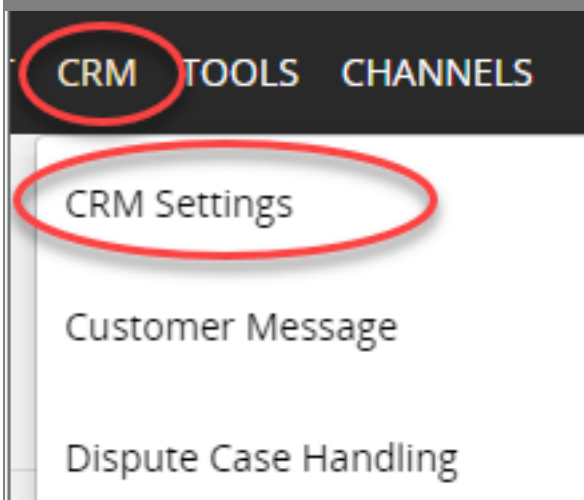 CRM TOOLS CHANNELS
CRM Settings
Customer Message
Dispute Case Handling